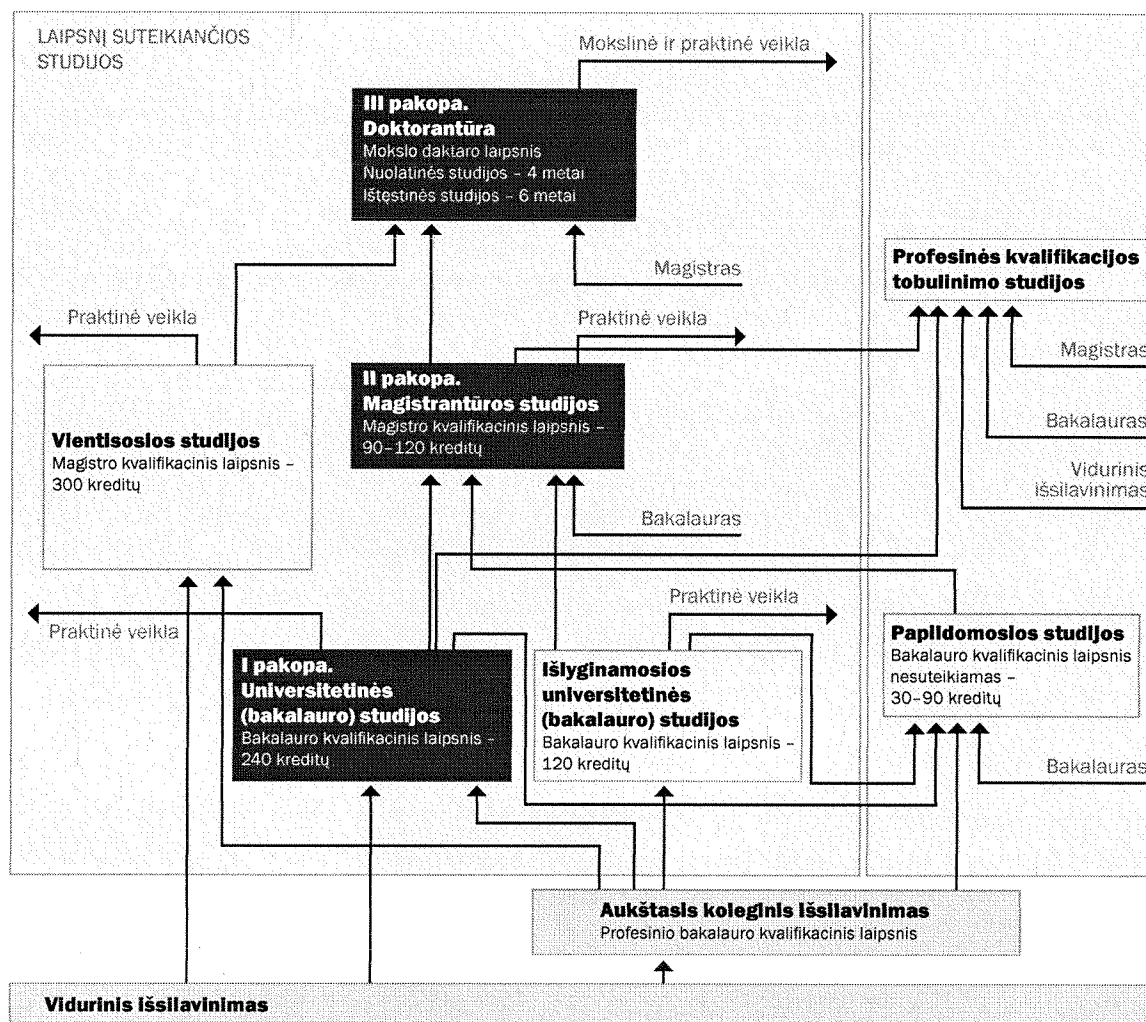 LAIPSNĮ SUTEIKIANČIOS
STUDIJOS
Mokslinė ir praktinė veikla
III pakopa.
Doktorantūra
Mokslo daktaro laipsnis
Nuolatinės studijos – 4 metai
Ištęstinės studijos – 6 metai
Magistras
Profesinės kvalifikacijos
tobulinimo studijos
Praktinė veikla
Praktinė veikla
Magistras
II pakopa.
Magistrantūros studijos
Magistro kvalifikacinis laipsnis –
90–120 kreditų
Vientisosios studijos
Magistro kvalifikacinis laipsnis –
300 kreditų
Bakalauras
Vidurinis
išsilavinimas
Bakalauras
Praktinė veikla
Praktinė veikla
I pakopa.
Universitetinės
(bakalauro) studijos
Bakalauro kvalifikacinis laipsnis –
240 kreditų
Išlyginamosios
universitetinės
(bakalauro) studijos
Bakalauro kvalifikacinis laipsnis –
120 kreditų
Papildomosios studijos
Bakalauro kvalifikacinis laipsnis
nesuteikiamas –
30–90 kreditų
Bakalauras
Aukštasis koleginis išsilavinimas
Profesinio bakalauro kvalifikacinis laipsnis
Vidurinis išsilavinimas